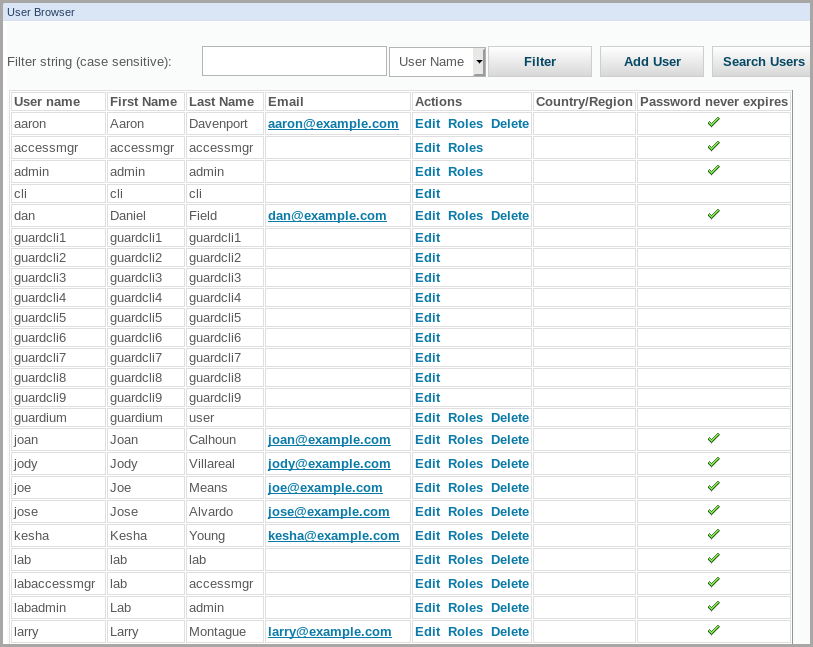 User Browser
Filter string (case sensitive): User Name Filter Add User Search Users
User name First Name Last Name Email Actions Country/Region Password never expires
aaron Aaron Davenport aaron@example.com Edit Roles Delete
accessmgr accessmgr accessmgr Edit Roles
admin admin admin Edit Roles
cli cli cli Edit
dan Daniel Field dan@example.com Edit Roles Delete
guardcli1 guardcli1 guardcli1 Edit
guardcli2 guardcli2 guardcli2 Edit
guardcli3 guardcli3 guardcli3 Edit
guardcli4 guardcli4 guardcli4 Edit
guardcli5 guardcli5 guardcli5 Edit
guardcli6 guardcli6 guardcli6 Edit
guardcli7 guardcli7 guardcli7 Edit
guardcli8 guardcli8 guardcli8 Edit
guardcli9 guardcli9 guardcli9 Edit
guardium guardium user Edit Roles Delete
joan Joan Calhoun joan@example.com Edit Roles Delete
jody Jody Villareal jody@example.com Edit Roles Delete
joe Joe Means joe@example.com Edit Roles Delete
jose Jose Alvardo jose@example.com Edit Roles Delete
kesha Kesha Young kesha@example.com Edit Roles Delete
lab lab lab Edit Roles Delete
labaccessmgr lab accessmgr Edit Roles Delete
labadmin Lab admin Edit Roles Delete
larry Larry Montague larry@example.com Edit Roles Delete